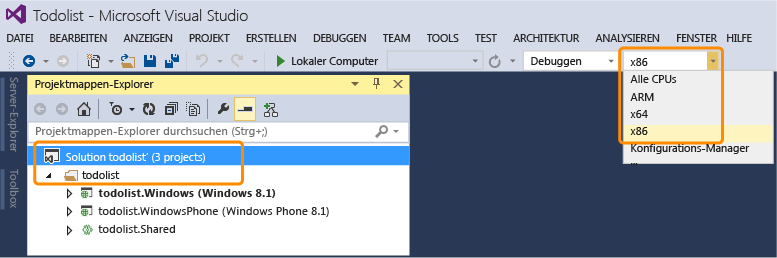 Todolist - Microsoft Visual Studio
DATEI BEARBEITEN ANZEIGEN PROJEKT ERSTELLEN DEBUGGEN TEAM TOOLS TEST ARCHITEKTUR ANALYSIEREN FENSTER HILFE
Lokaler Computer Debuggen x86
Alle CPUs
ARM
x64
x86
Konfigurations-Manager
...
Server-Explorer
Toolbox
Projektmappen-Explorer
Projektmappen-Explorer durchsuchen (Strg+;)
Solution todolist' (3 projects)
todolist
todolist.Windows (Windows 8.1)
todolist.WindowsPhone (Windows Phone 8.1)
todolist.Shared